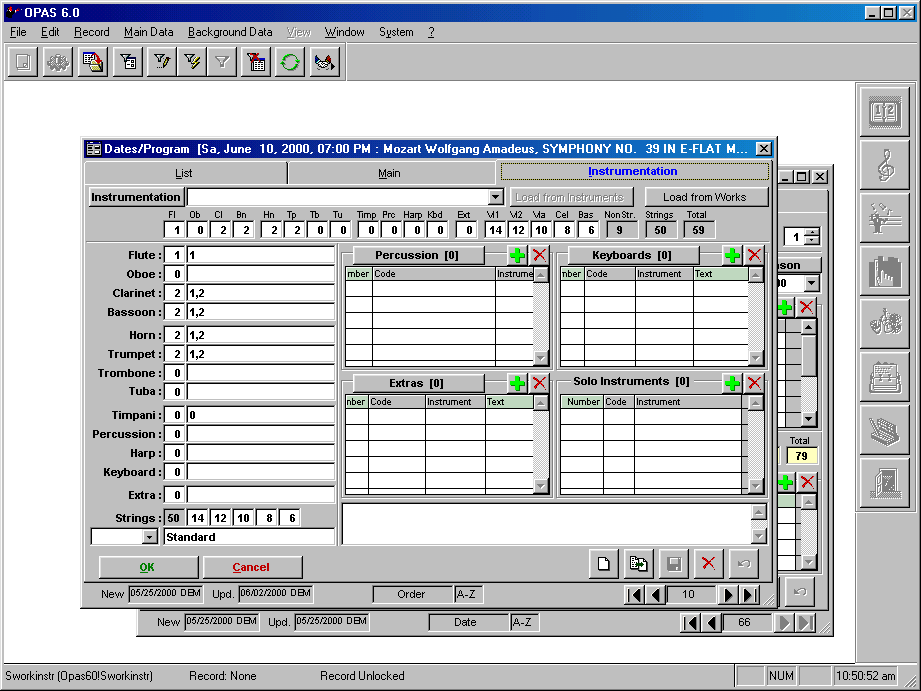 OPAS 6.0
File Edit Record Main Data Background Data View Window System ?
Dates/Program [Sa, June 10, 2000, 07:00 PM : Mozart Wolfgang Amadeus, SYMPHONY NO. 39 IN E-FLAT M...
List Main Instrumentation
Instrumentation Load from Instruments Load from Works
Fl Ob Cl Bn Hn Tp Tb Tu Timp Prc Harp Kbd Ext Vl1 Vl2 Vla Cel Bas Non Str. Strings Total
1 0 2 2 2 2 0 0 0 0 0 0 0 14 12 10 8 6 9 50 59
1
Flute : 1 1
Oboe : 0
Clarinet : 2 1,2
Bassoon : 2 1,2
Horn : 2 1,2
Trumpet : 2 1,2
Trombone : 0
Tuba : 0
Timpani : 0 0
Percussion : 0
Harp : 0
Keyboard : 0
Extra : 0
Strings : 50 14 12 10 8 6
Standard
Percussion [0]
mber Code Instrume
Keyboards [0]
nber Code Instrument Text
Extras [0]
nber Code Instrument Text
Solo Instruments [0]
Number Code Instrument
son
00
Total
79
OK Cancel
New 05/25/2000 DEM Upd. 06/02/2000 DEM Order A-Z 10
New 05/25/2000 DEM Upd. 05/25/2000 DEM Date A-Z 66
Sworkinstr (Opas60!Sworkinstr) Record: None Record Unlocked NUM 10:50:52 am